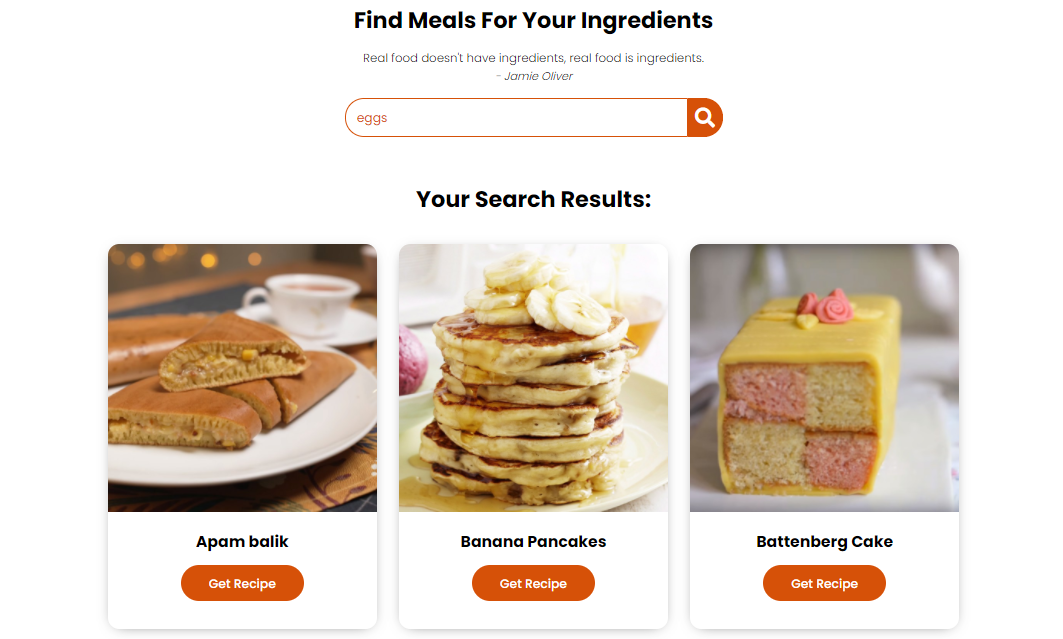 Find Meals For Your Ingredients
Real food doesn't have ingredients, real food is ingredients.
- Jamie Oliver
eggs
Your Search Results:
Apam balik
Banana Pancakes
Battenberg Cake
Get Recipe
Get Recipe
Get Recipe